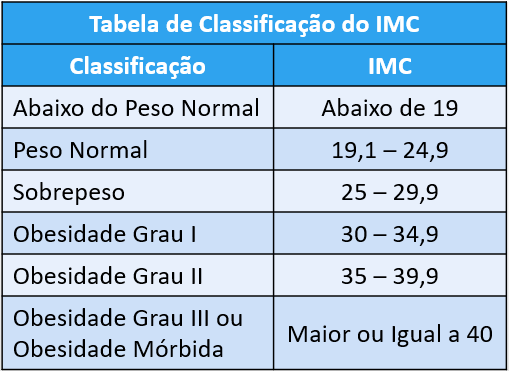 Tabela de Classificação do IMC
Classificação IMC
Abaixo do Peso Normal Abaixo de 19
Peso Normal 19,1 – 24,9
Sobrepeso 25 – 29,9
Obesidade Grau I 30 – 34,9
Obesidade Grau II 35 – 39,9
Obesidade Grau III ou
Obesidade Mórbida Maior ou Igual a 40